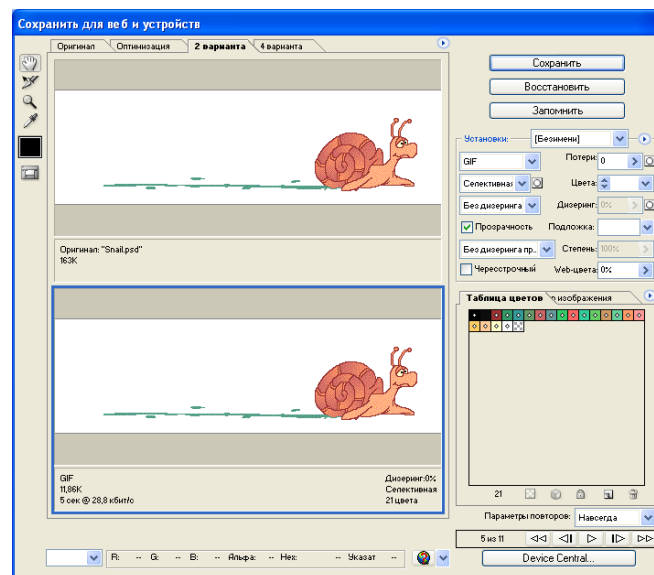 Сохранить для веб и устройств
Оригинал Оптимизация 2 варианта 4 варианта
Сохранить
Восстановить
Запомнить
Установки: [Безимени]
GIF Потери: 0
Селективная Цвета:
Без дизеринга Дизеринг: 0%
Прозрачность Подложка:
Без дизеринга пр.. Степень: 100%
Чересстрочный Web-цвета: 0%
Оригинал: "Snail.psd"
163K
Таблица цветов изображения
GIF Дизеринг:0%
11,86K Селективная
5 сек @ 28,8 кбит/с 21 цвета
21
Параметры повторов: Навсегда
5 из 11
R: -- G: -- B: -- Альфа: -- Hex: -- Указат --
Device Central...